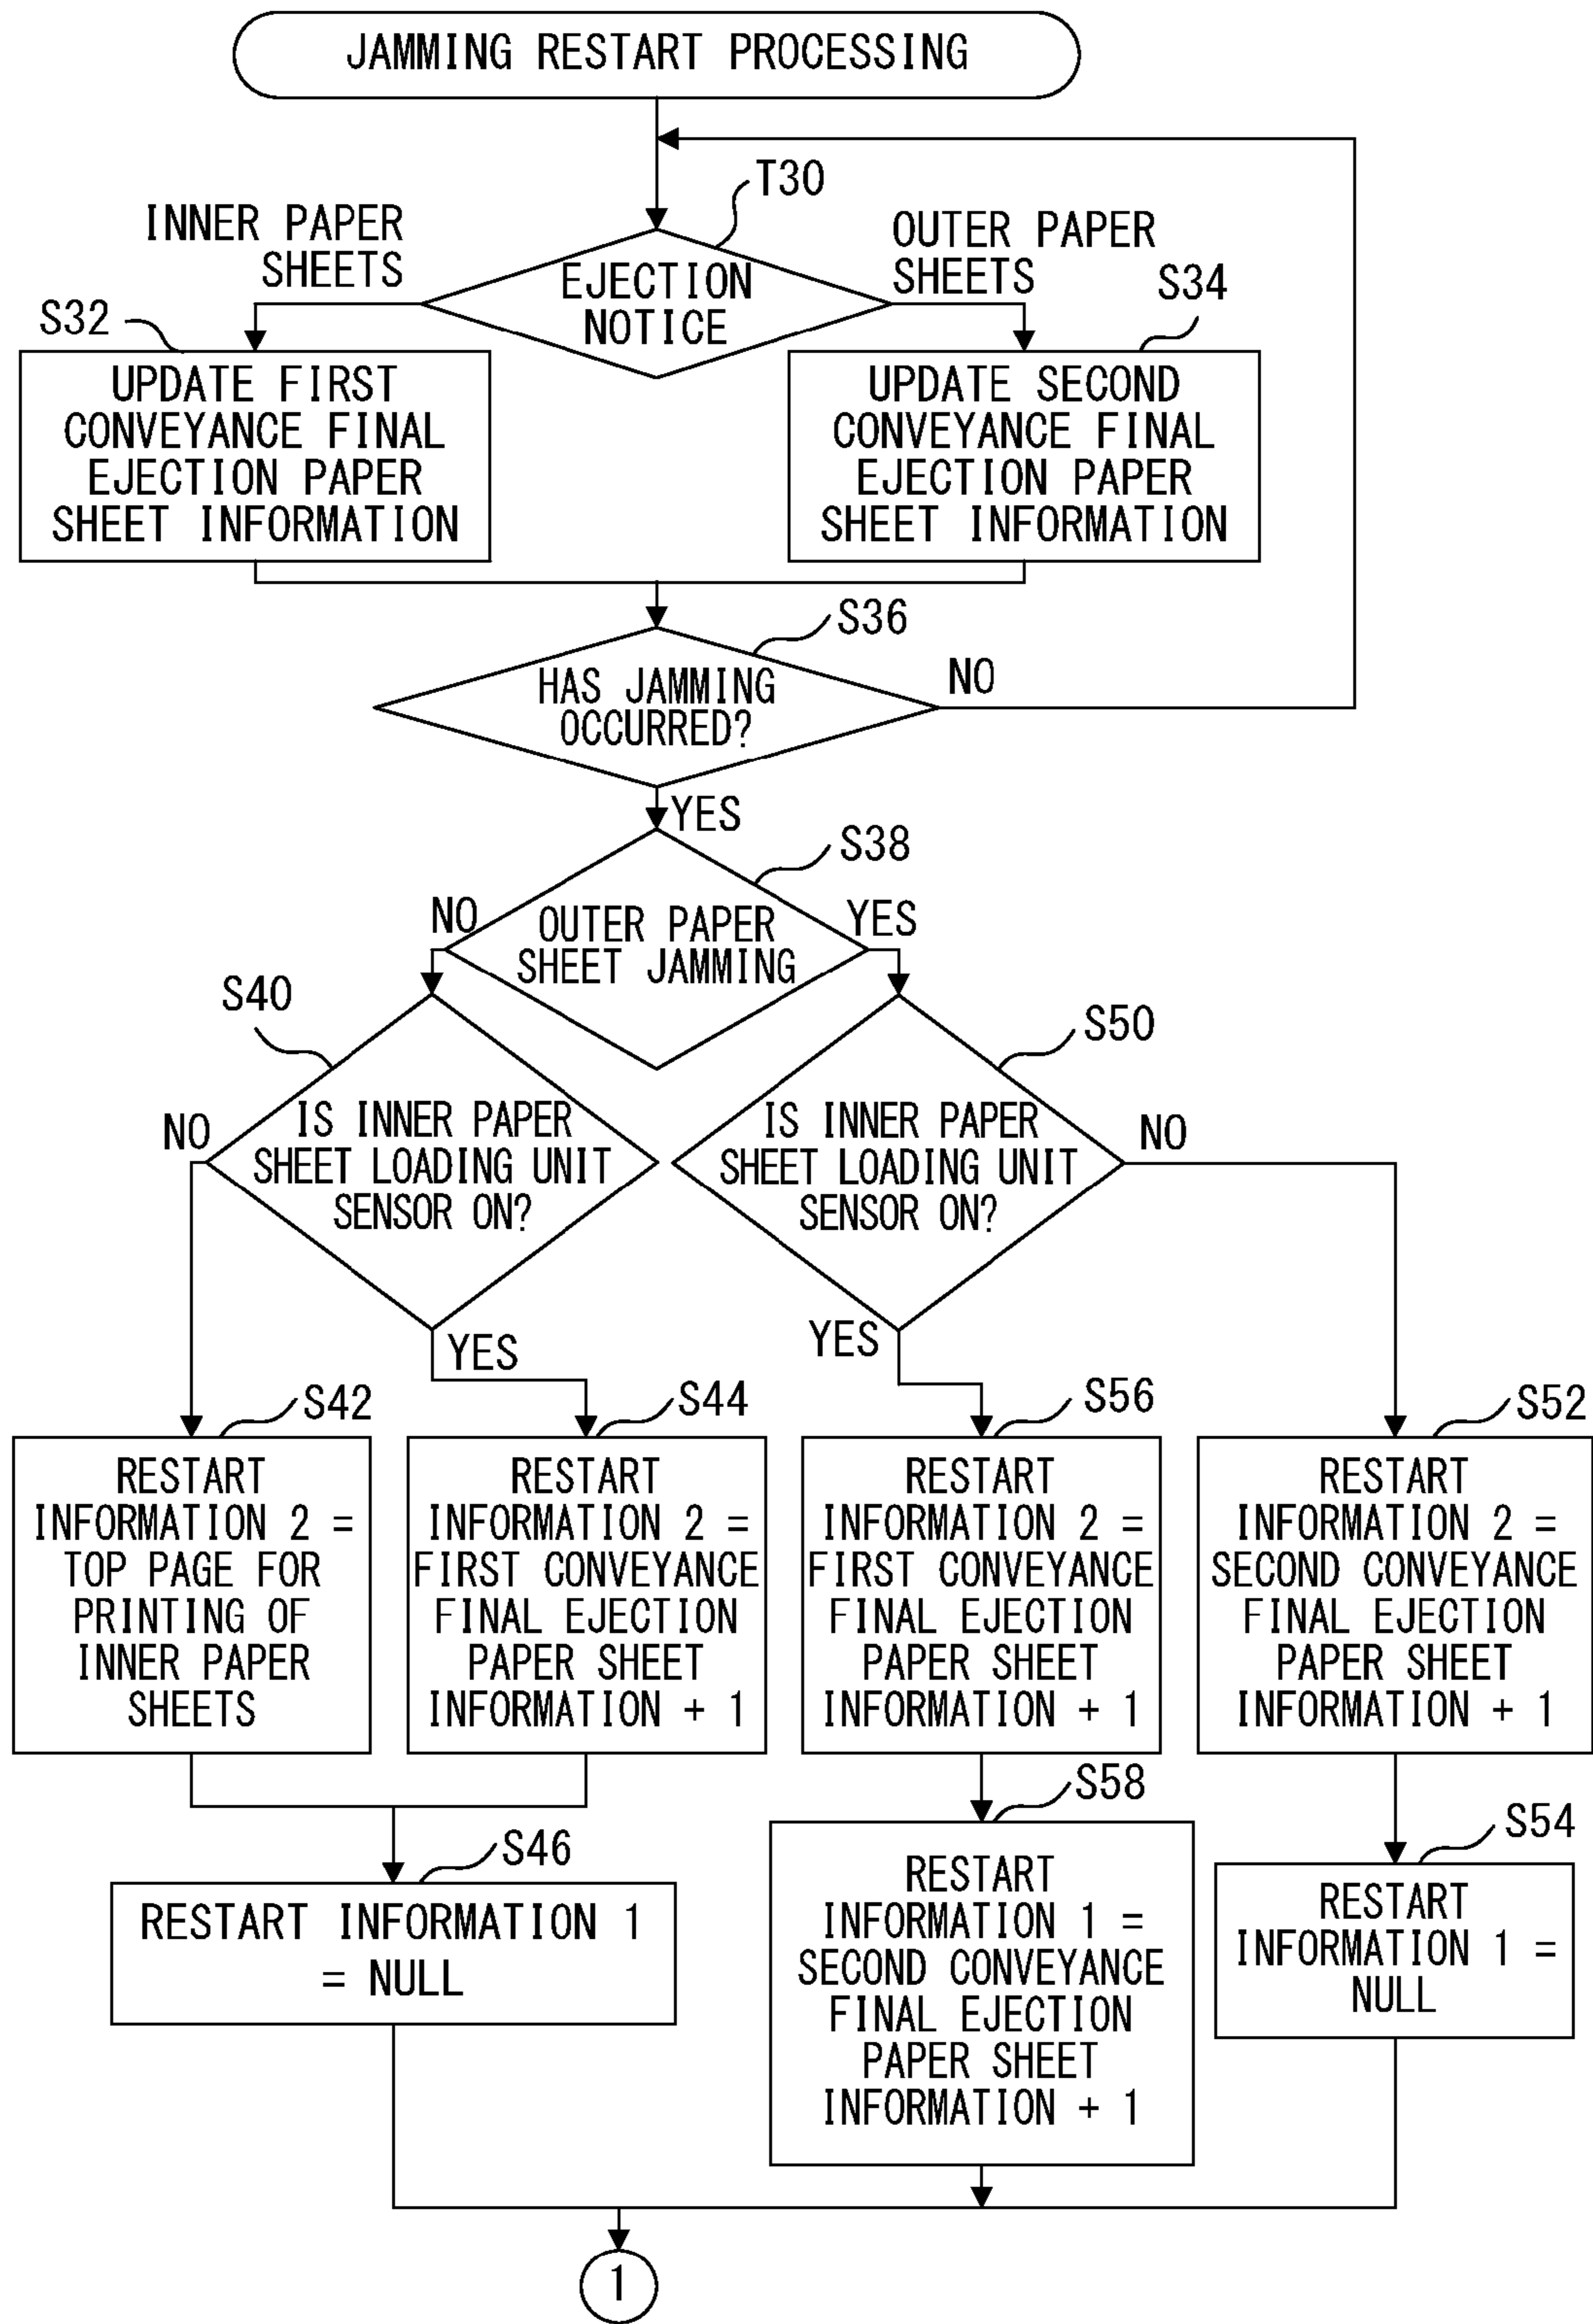 JAMMING RESTART PROCESSING
T30
INNER PAPER
SHEETS
EJECTION
NOTICE
OUTER PAPER
SHEETS
S32
UPDATE FIRST
CONVEYANCE FINAL
EJECTION PAPER
SHEET INFORMATION
S34
UPDATE SECOND
CONVEYANCE FINAL
EJECTION PAPER
SHEET INFORMATION
S36
HAS JAMMING
OCCURRED?
NO
YES
S38
NO
OUTER PAPER
SHEET JAMMING
YES
S40
NO
IS INNER PAPER
SHEET LOADING UNIT
SENSOR ON?
YES
S50
IS INNER PAPER
SHEET LOADING UNIT
SENSOR ON?
NO
YES
S42
RESTART
INFORMATION 2 =
TOP PAGE FOR
PRINTING OF
INNER PAPER
SHEETS
S44
RESTART
INFORMATION 2 =
FIRST CONVEYANCE
FINAL EJECTION
PAPER SHEET
INFORMATION + 1
S56
RESTART
INFORMATION 2 =
FIRST CONVEYANCE
FINAL EJECTION
PAPER SHEET
INFORMATION + 1
S52
RESTART
INFORMATION 2 =
SECOND CONVEYANCE
FINAL EJECTION
PAPER SHEET
INFORMATION + 1
S46
RESTART INFORMATION 1
= NULL
S58
RESTART
INFORMATION 1 =
SECOND CONVEYANCE
FINAL EJECTION
PAPER SHEET
INFORMATION + 1
S54
RESTART
INFORMATION 1 =
NULL
1